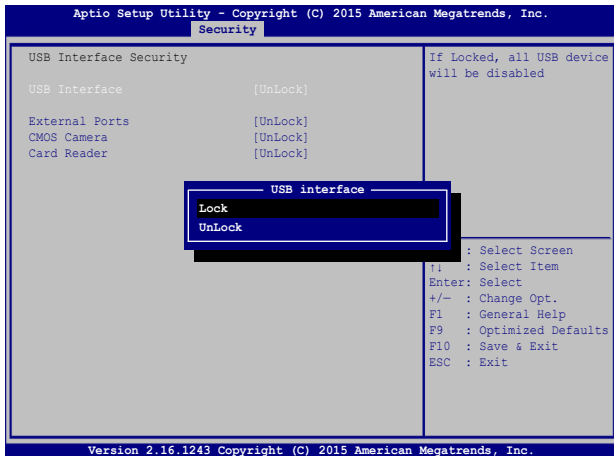 Aptio Setup Utility - Copyright (C) 2015 American Megatrends, Inc.
Security
USB Interface Security
USB Interface [UnLock]
External Ports [UnLock]
CMOS Camera [UnLock]
Card Reader [UnLock]
If Locked, all USB device
will be disabled
USB interface
Lock
UnLock
: Select Screen
↑↓ : Select Item
Enter: Select
+/— : Change Opt.
F1 : General Help
F9 : Optimized Defaults
F10 : Save & Exit
ESC : Exit
Version 2.16.1243 Copyright (C) 2015 American Megatrends, Inc.